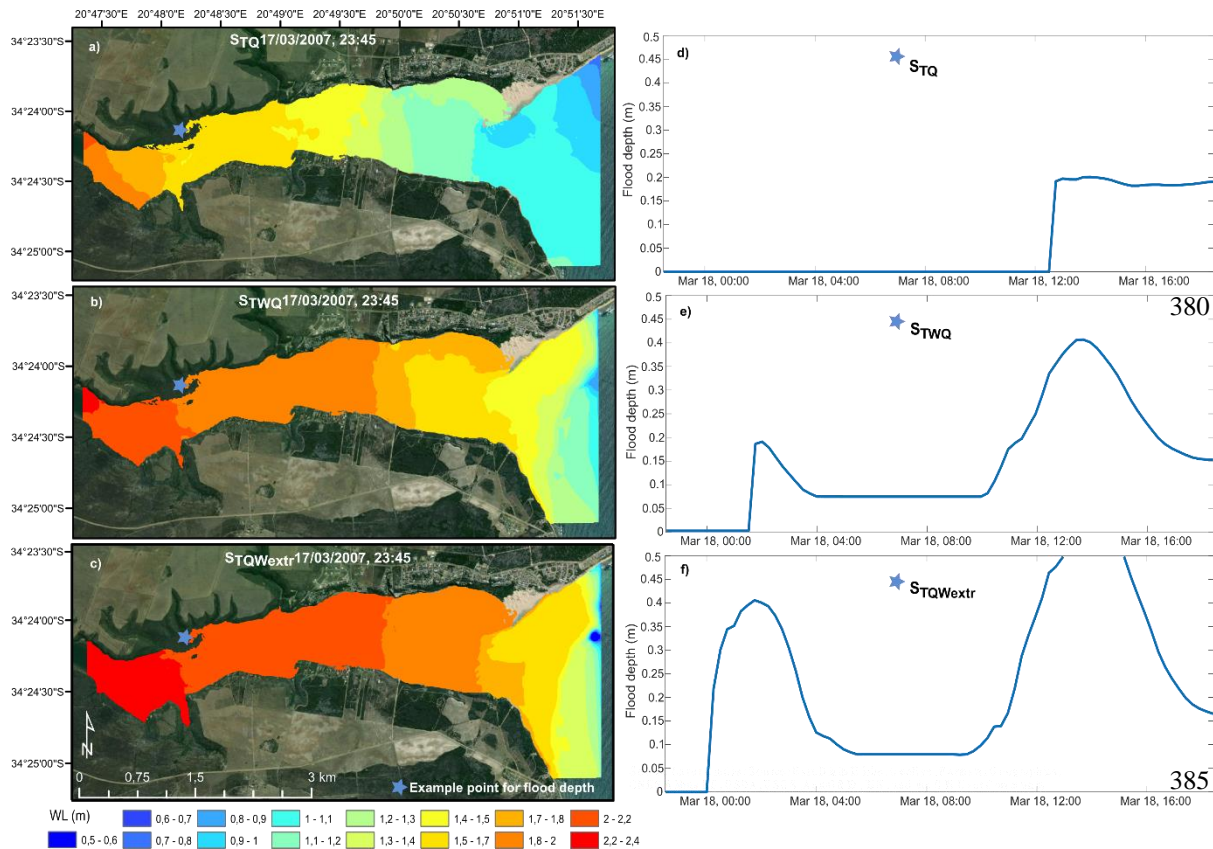 20°47'30"E 20°48'0"E 20°48'30"E 20°49'0"E 20°49'30"E 20°50'0"E 20°50'30"E 20°51'0"E 20°51'30"E
34°23'30"S
34°24'0"S
34°24'30"S
34°25'0"S
a)
STQ17/03/2007, 23:45
34°23'30"S
34°24'0"S
34°24'30"S
34°25'0"S
b)
STWQ17/03/2007, 23:45
34°23'30"S
34°24'0"S
34°24'30"S
34°25'0"S
c)
STQWextr17/03/2007, 23:45
N
0 0.75 1,5 3 km
Example point for flood depth
WL (m)
0,5 - 0,6
0,6 - 0,7
0,7 - 0,8
0,8 - 0,9
0,9 - 1
1 - 1,1
1,1 - 1,2
1,2 - 1,3
1,3 - 1,4
1,4 - 1,5
1,5 - 1,7
1,7 - 1,8
1,8 - 2
2 - 2,2
2,2 - 2,4
d)
STQ
Flood depth (m)
0.5
0.45
0.4
0.35
0.3
0.25
0.2
0.15
0.1
0.05
0
Mar 18, 00:00 Mar 18, 04:00 Mar 18, 08:00 Mar 18, 12:00 Mar 18, 16:00
e)
STWQ
380
Flood depth (m)
0.5
0.45
0.4
0.35
0.3
0.25
0.2
0.15
0.1
0.05
0
Mar 18, 00:00 Mar 18, 04:00 Mar 18, 08:00 Mar 18, 12:00 Mar 18, 16:00
f)
STQWextr
Flood depth (m)
0.5
0.45
0.4
0.35
0.3
0.25
0.2
0.15
0.1
0.05
0
385
Mar 18, 00:00 Mar 18, 04:00 Mar 18, 08:00 Mar 18, 12:00 Mar 18, 16:00